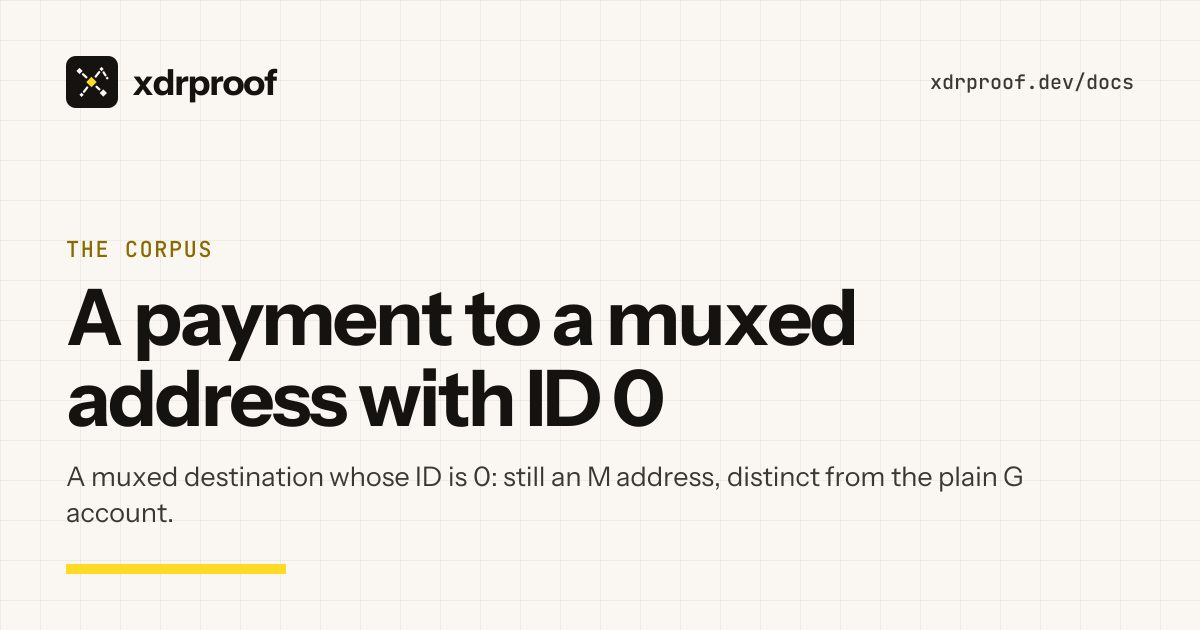 xdrproof
xdrproof.dev/docs
THE CORPUS
A payment to a muxed
address with ID 0
A muxed destination whose ID is 0: still an M address, distinct from the plain G
account.